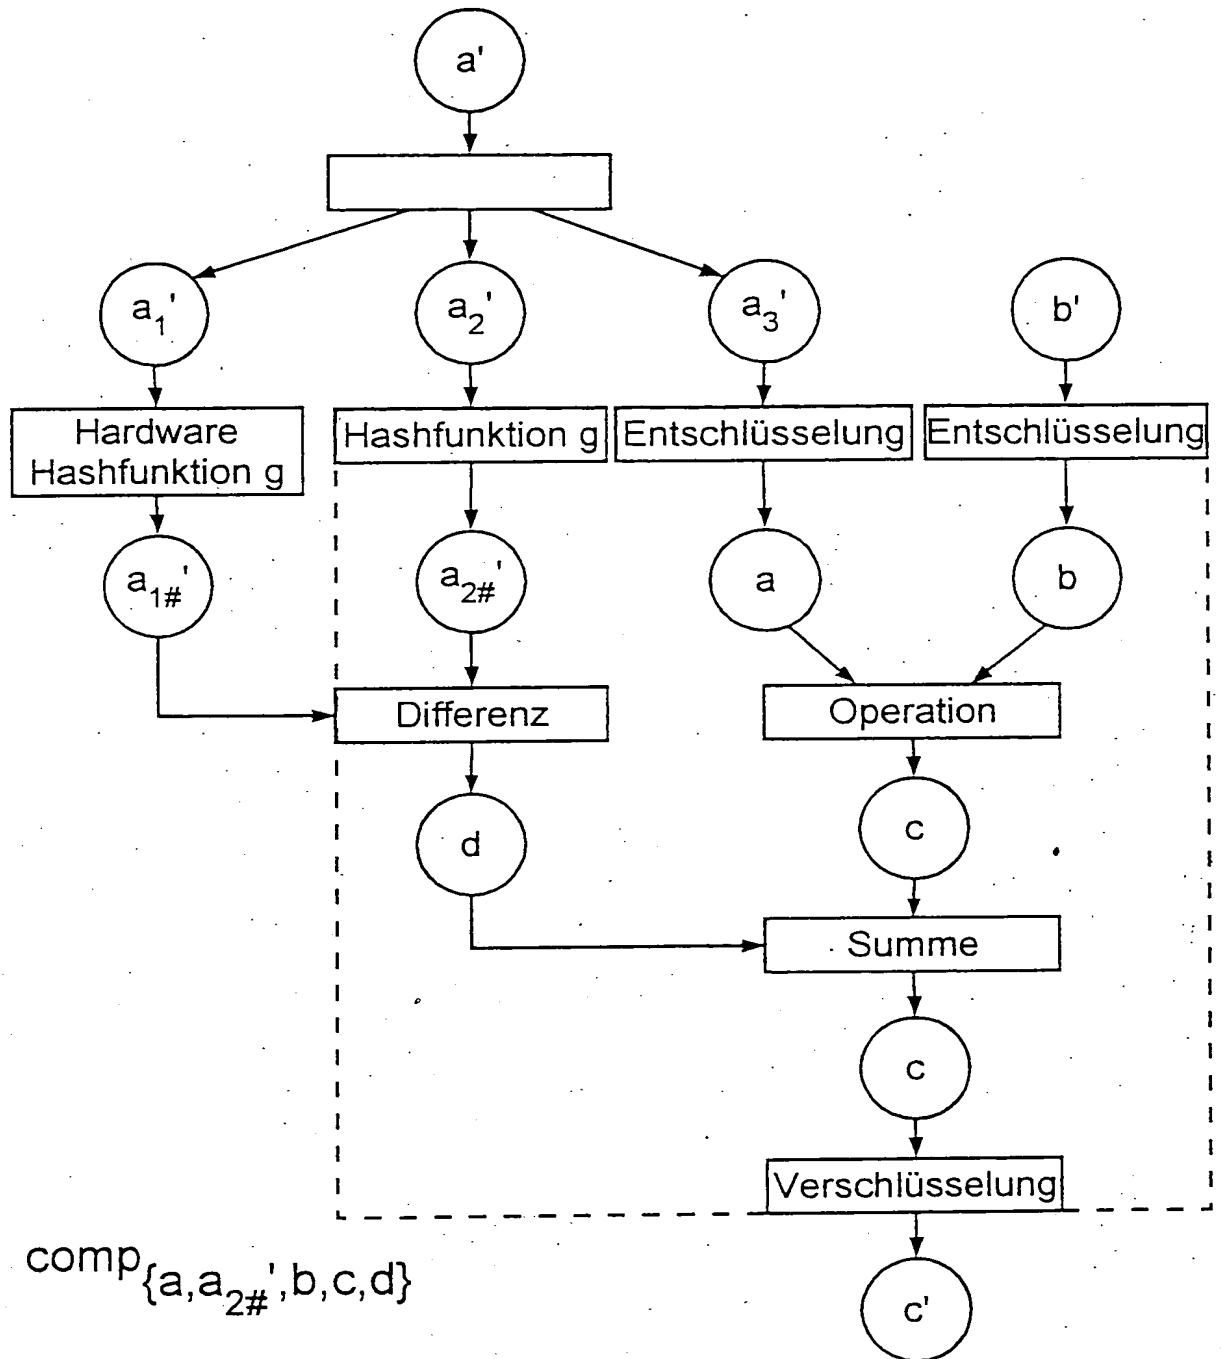 a'
a1'
a2'
a3'
b'
Hardware
Hashfunktion g
Hashfunktion g
Entschlüsselung
Entschlüsselung
a1#'
a2#'
a
b
Differenz
Operation
d
c
Summe
c
Verschlüsselung
comp{a,a2#',b,c,d}
c'